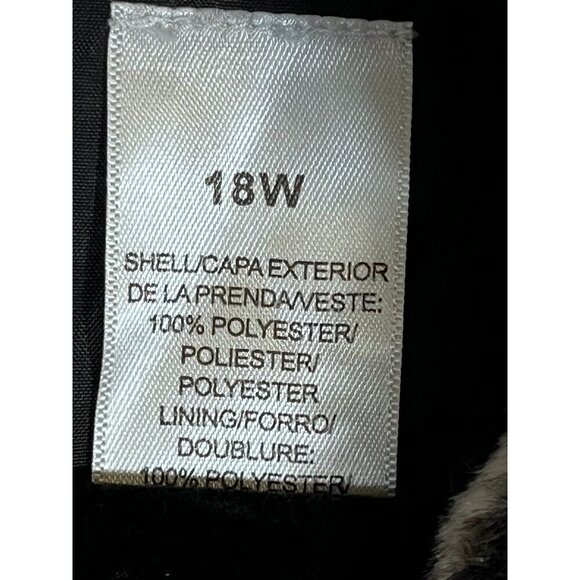 18W
SHELL/CAPA EXTERIOR
DE LA PRENDA/VESTE:
100% POLYESTER/
POLIESTER/
POLYESTER
LINING/FORRO/
DOUBLURE:
100% POLYESTER/